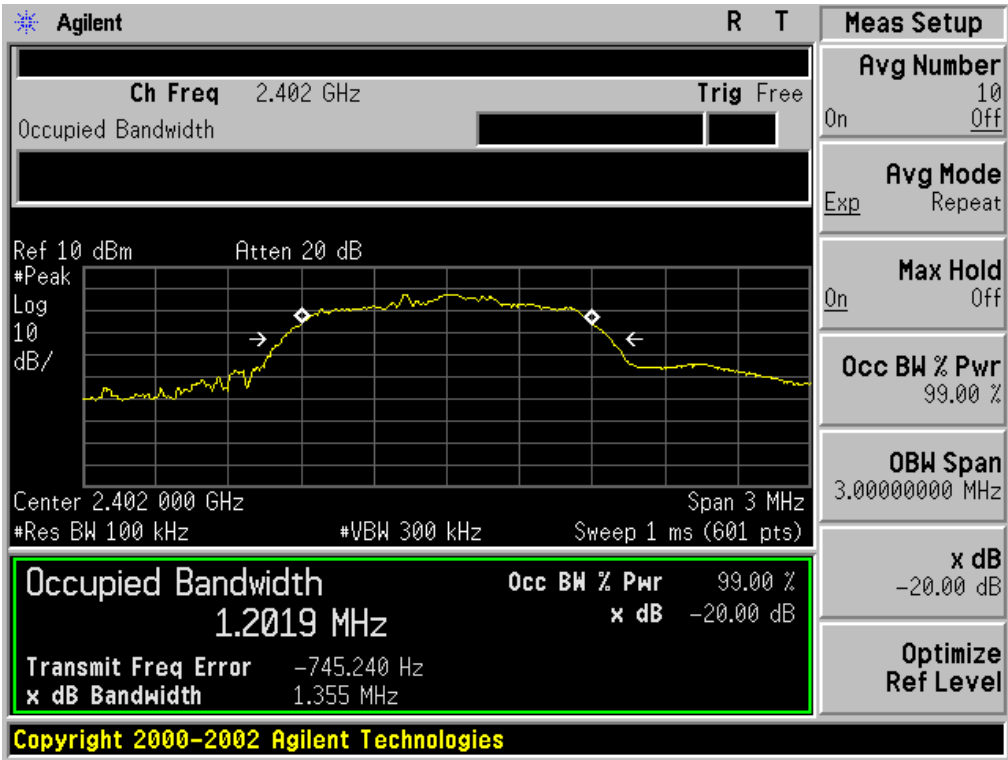 Agilent R T
Ch Freq 2.402 GHz Trig Free
Occupied Bandwidth
Ref 10 dBm Atten 20 dB
#Peak
Log
10
dB/
Center 2.402 000 GHz Span 3 MHz
#Res BW 100 kHz #VBW 300 kHz Sweep 1 ms (601 pts)
Occupied Bandwidth Occ BW % Pwr 99.00 %
1.2019 MHz x dB -20.00 dB
Transmit Freq Error -745.240 Hz
x dB Bandwidth 1.355 MHz
Copyright 2000-2002 Agilent Technologies
Meas Setup
Avg Number
10
On Off
Avg Mode
Exp Repeat
Max Hold
On Off
Occ BW % Pwr
99.00 %
OBW Span
3.00000000 MHz
x dB
-20.00 dB
Optimize
Ref Level